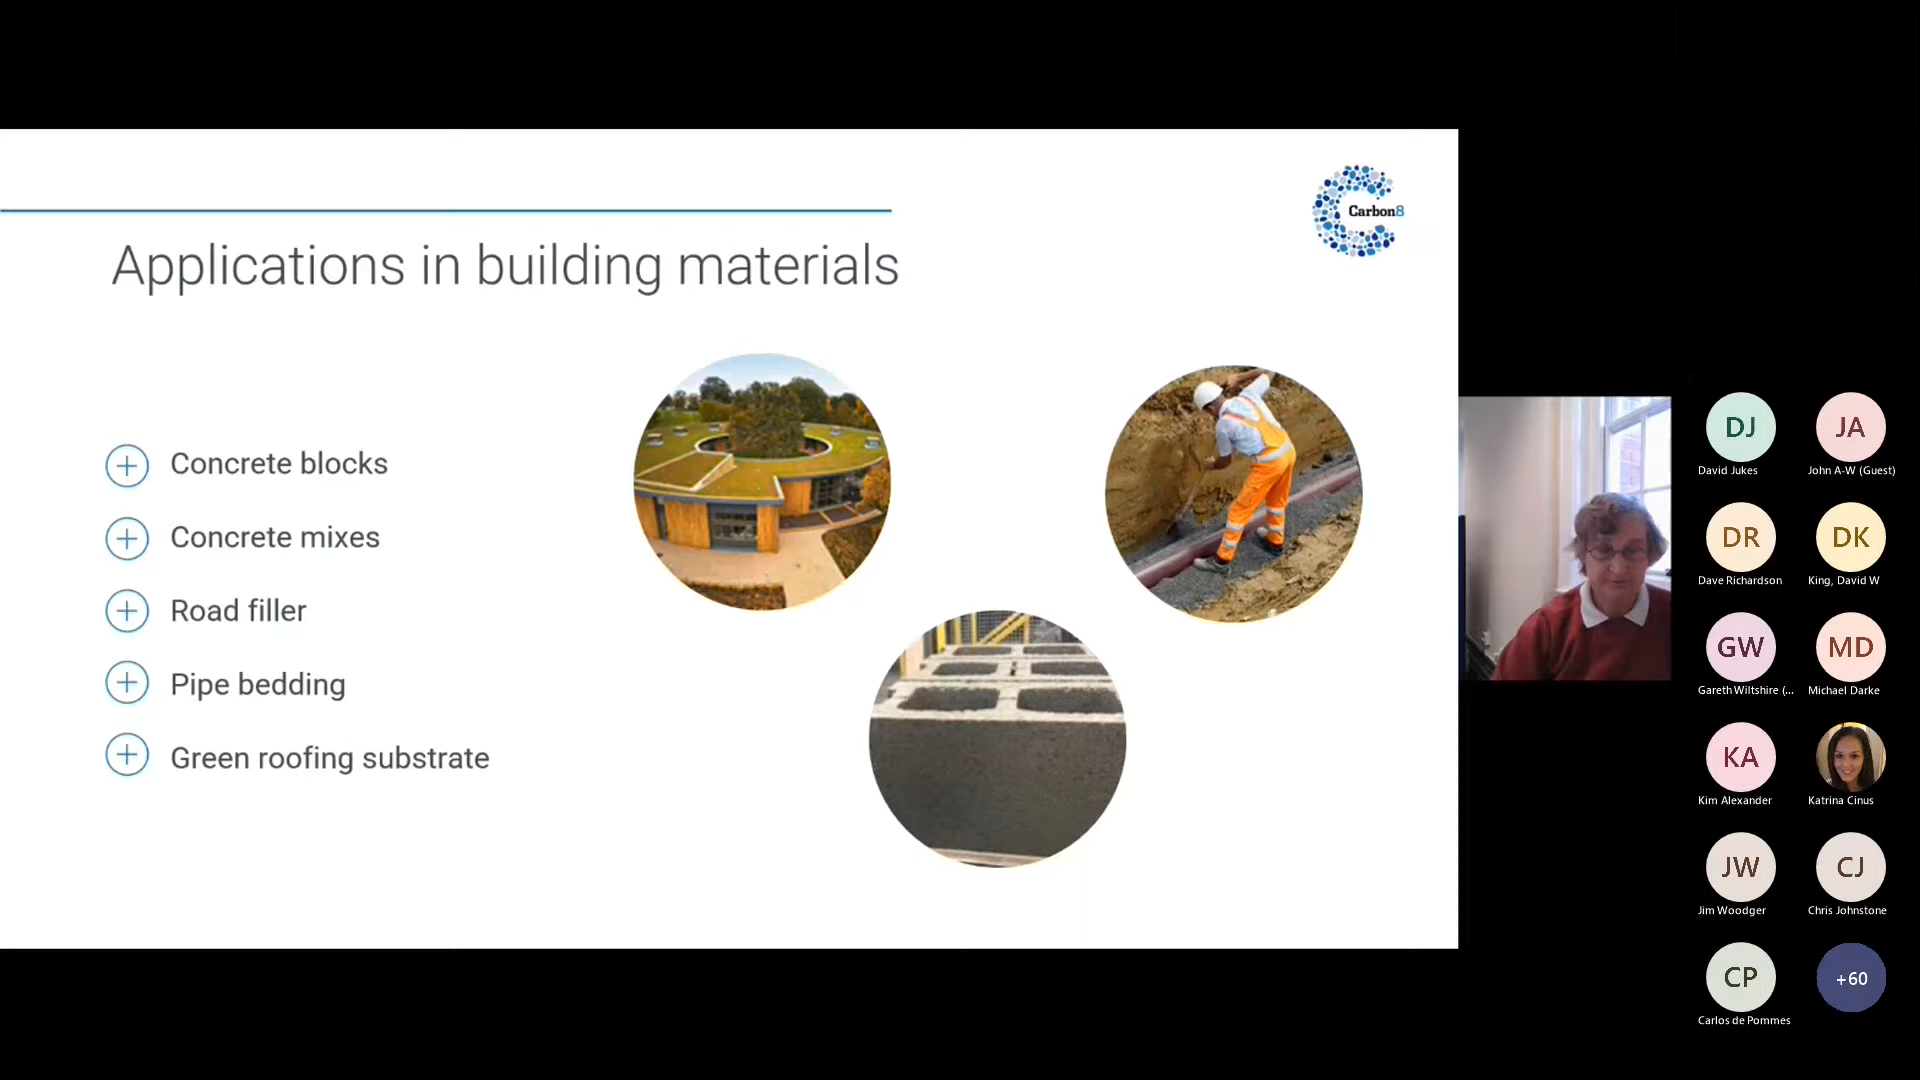 Carbon8
Applications in building materials
Concrete blocks
Concrete mixes
Road filler
Pipe bedding
Green roofing substrate
DJ
David Jukes
JA
John A-W (Guest)
DR
Dave Richardson
DK
King, David W
GW
Gareth Wiltshire (...
MD
Michael Darke
KA
Kim Alexander
Katrina Cinus
JW
Jim Woodger
CJ
Chris Johnstone
CP
Carlos de Pommes
+60